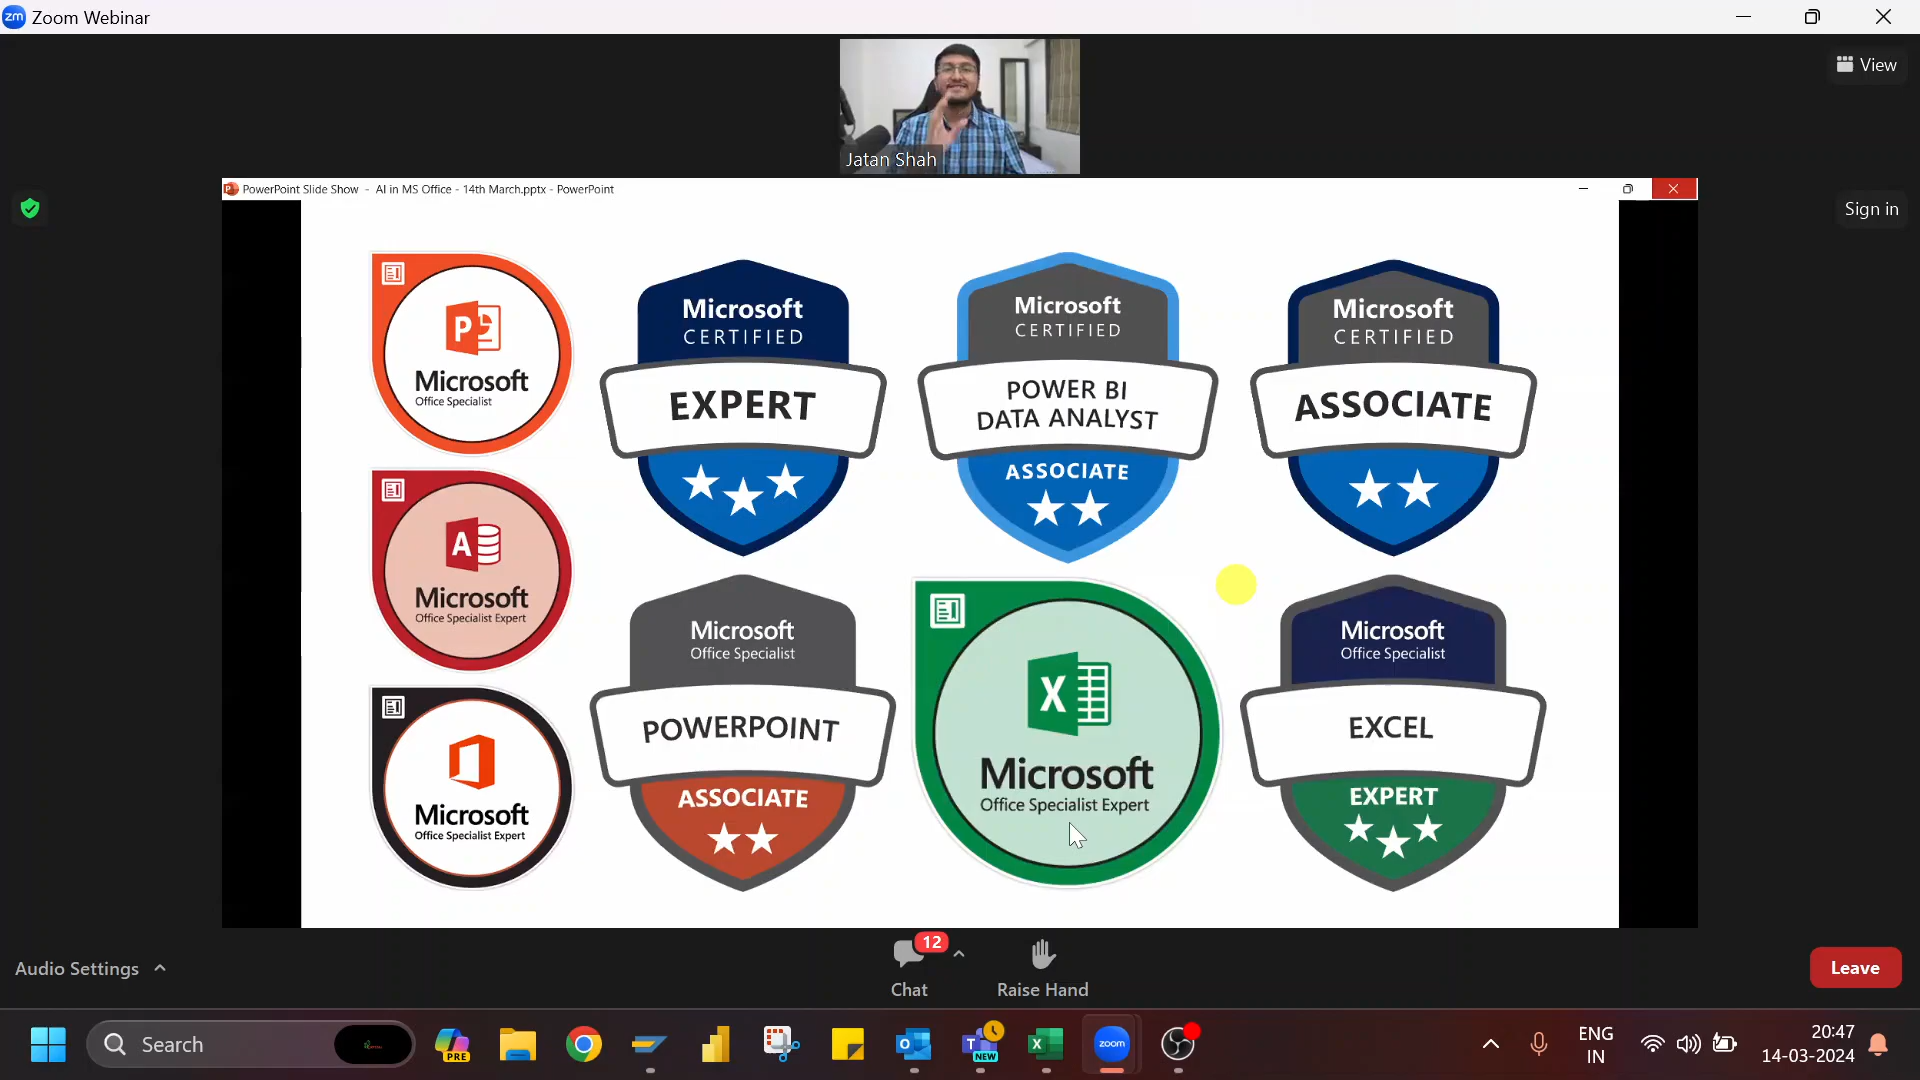 zm Zoom Webinar
View
Jatan Shah
PowerPoint Slide Show - AI in MS Office - 14th March.pptx - PowerPoint
Sign in
P
Microsoft
Office Specialist
Microsoft
CERTIFIED
EXPERT
Microsoft
CERTIFIED
POWER BI
DATA ANALYST
ASSOCIATE
Microsoft
CERTIFIED
ASSOCIATE
A
Microsoft
Office Specialist Expert
Microsoft
Office Specialist Expert
Microsoft
Office Specialist
POWERPOINT
ASSOCIATE
X
Microsoft
Office Specialist Expert
Microsoft
Office Specialist
EXCEL
EXPERT
Audio Settings
12
Chat
Raise Hand
Leave
Search
PRE
T
NEW
X
zoom
ENG
IN
20:47
14-03-2024